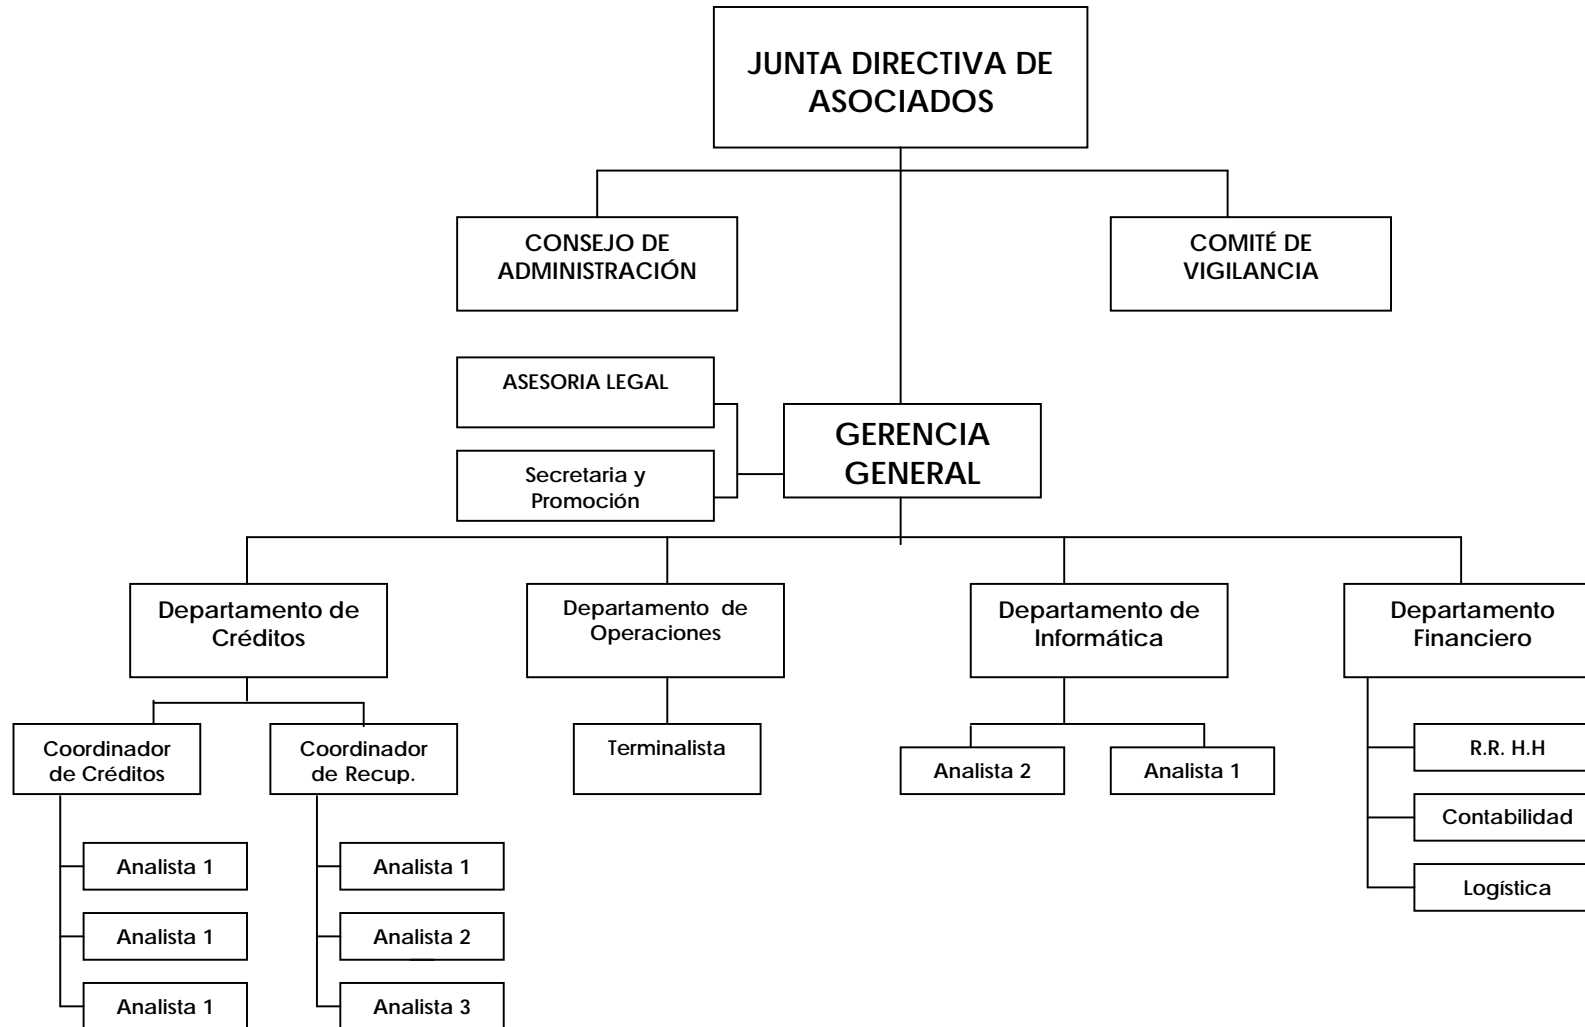 JUNTA DIRECTIVA DE
ASOCIADOS
CONSEJO DE
ADMINISTRACIÓN
COMITÉ DE
VIGILANCIA
ASESORIA LEGAL
GERENCIA
GENERAL
Secretaria y
Promoción
Departamento de
Créditos
Departamento de
Operaciones
Departamento de
Informática
Departamento
Financiero
Coordinador
de Créditos
Coordinador
de Recup.
Terminalista
Analista 2
Analista 1
R.R. H.H
Contabilidad
Logística
Analista 1
Analista 1
Analista 1
Analista 1
Analista 2
Analista 3